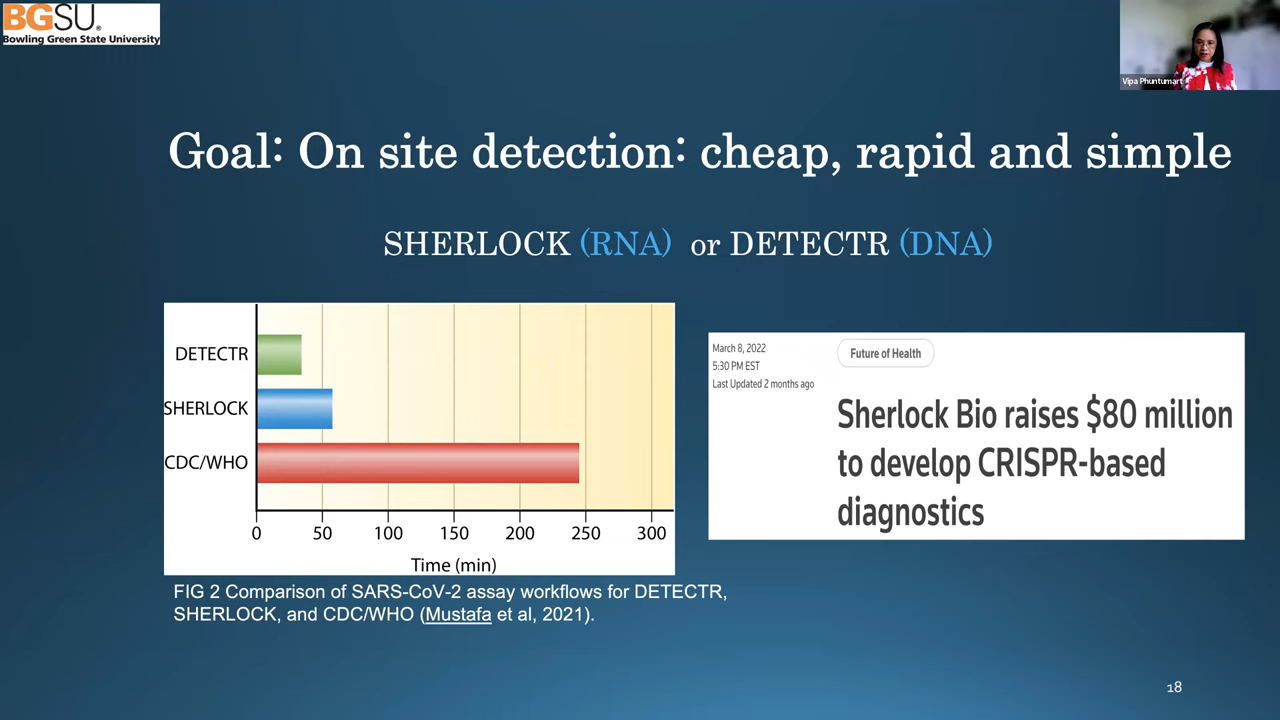 BGSU®
Bowling Green State University
Vipa Phuntumart
Goal: On site detection: cheap, rapid and simple
SHERLOCK (RNA) or DETECTR (DNA)
DETECTR
SHERLOCK
CDC/WHO
0 50 100 150 200 250 300
Time (min)
FIG 2 Comparison of SARS-CoV-2 assay workflows for DETECTR,
SHERLOCK, and CDC/WHO (Mustafa et al, 2021).
March 8, 2022
5:30 PM EST
Last Updated 2 months ago
Future of Health
Sherlock Bio raises $80 million
to develop CRISPR-based
diagnostics
18